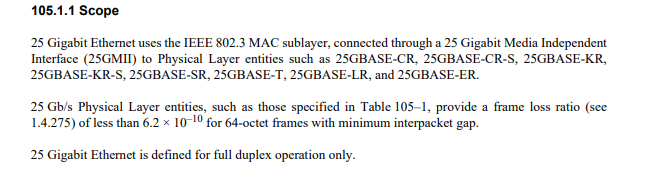 105.1.1 Scope
25 Gigabit Ethernet uses the IEEE 802.3 MAC sublayer, connected through a 25 Gigabit Media Independent
Interface (25GMII) to Physical Layer entities such as 25GBASE-CR, 25GBASE-CR-S, 25GBASE-KR,
25GBASE-KR-S, 25GBASE-SR, 25GBASE-T, 25GBASE-LR, and 25GBASE-ER.
25 Gb/s Physical Layer entities, such as those specified in Table 105–1, provide a frame loss ratio (see
1.4.275) of less than 6.2 × 10⁻¹⁰ for 64-octet frames with minimum interpacket gap.
25 Gigabit Ethernet is defined for full duplex operation only.